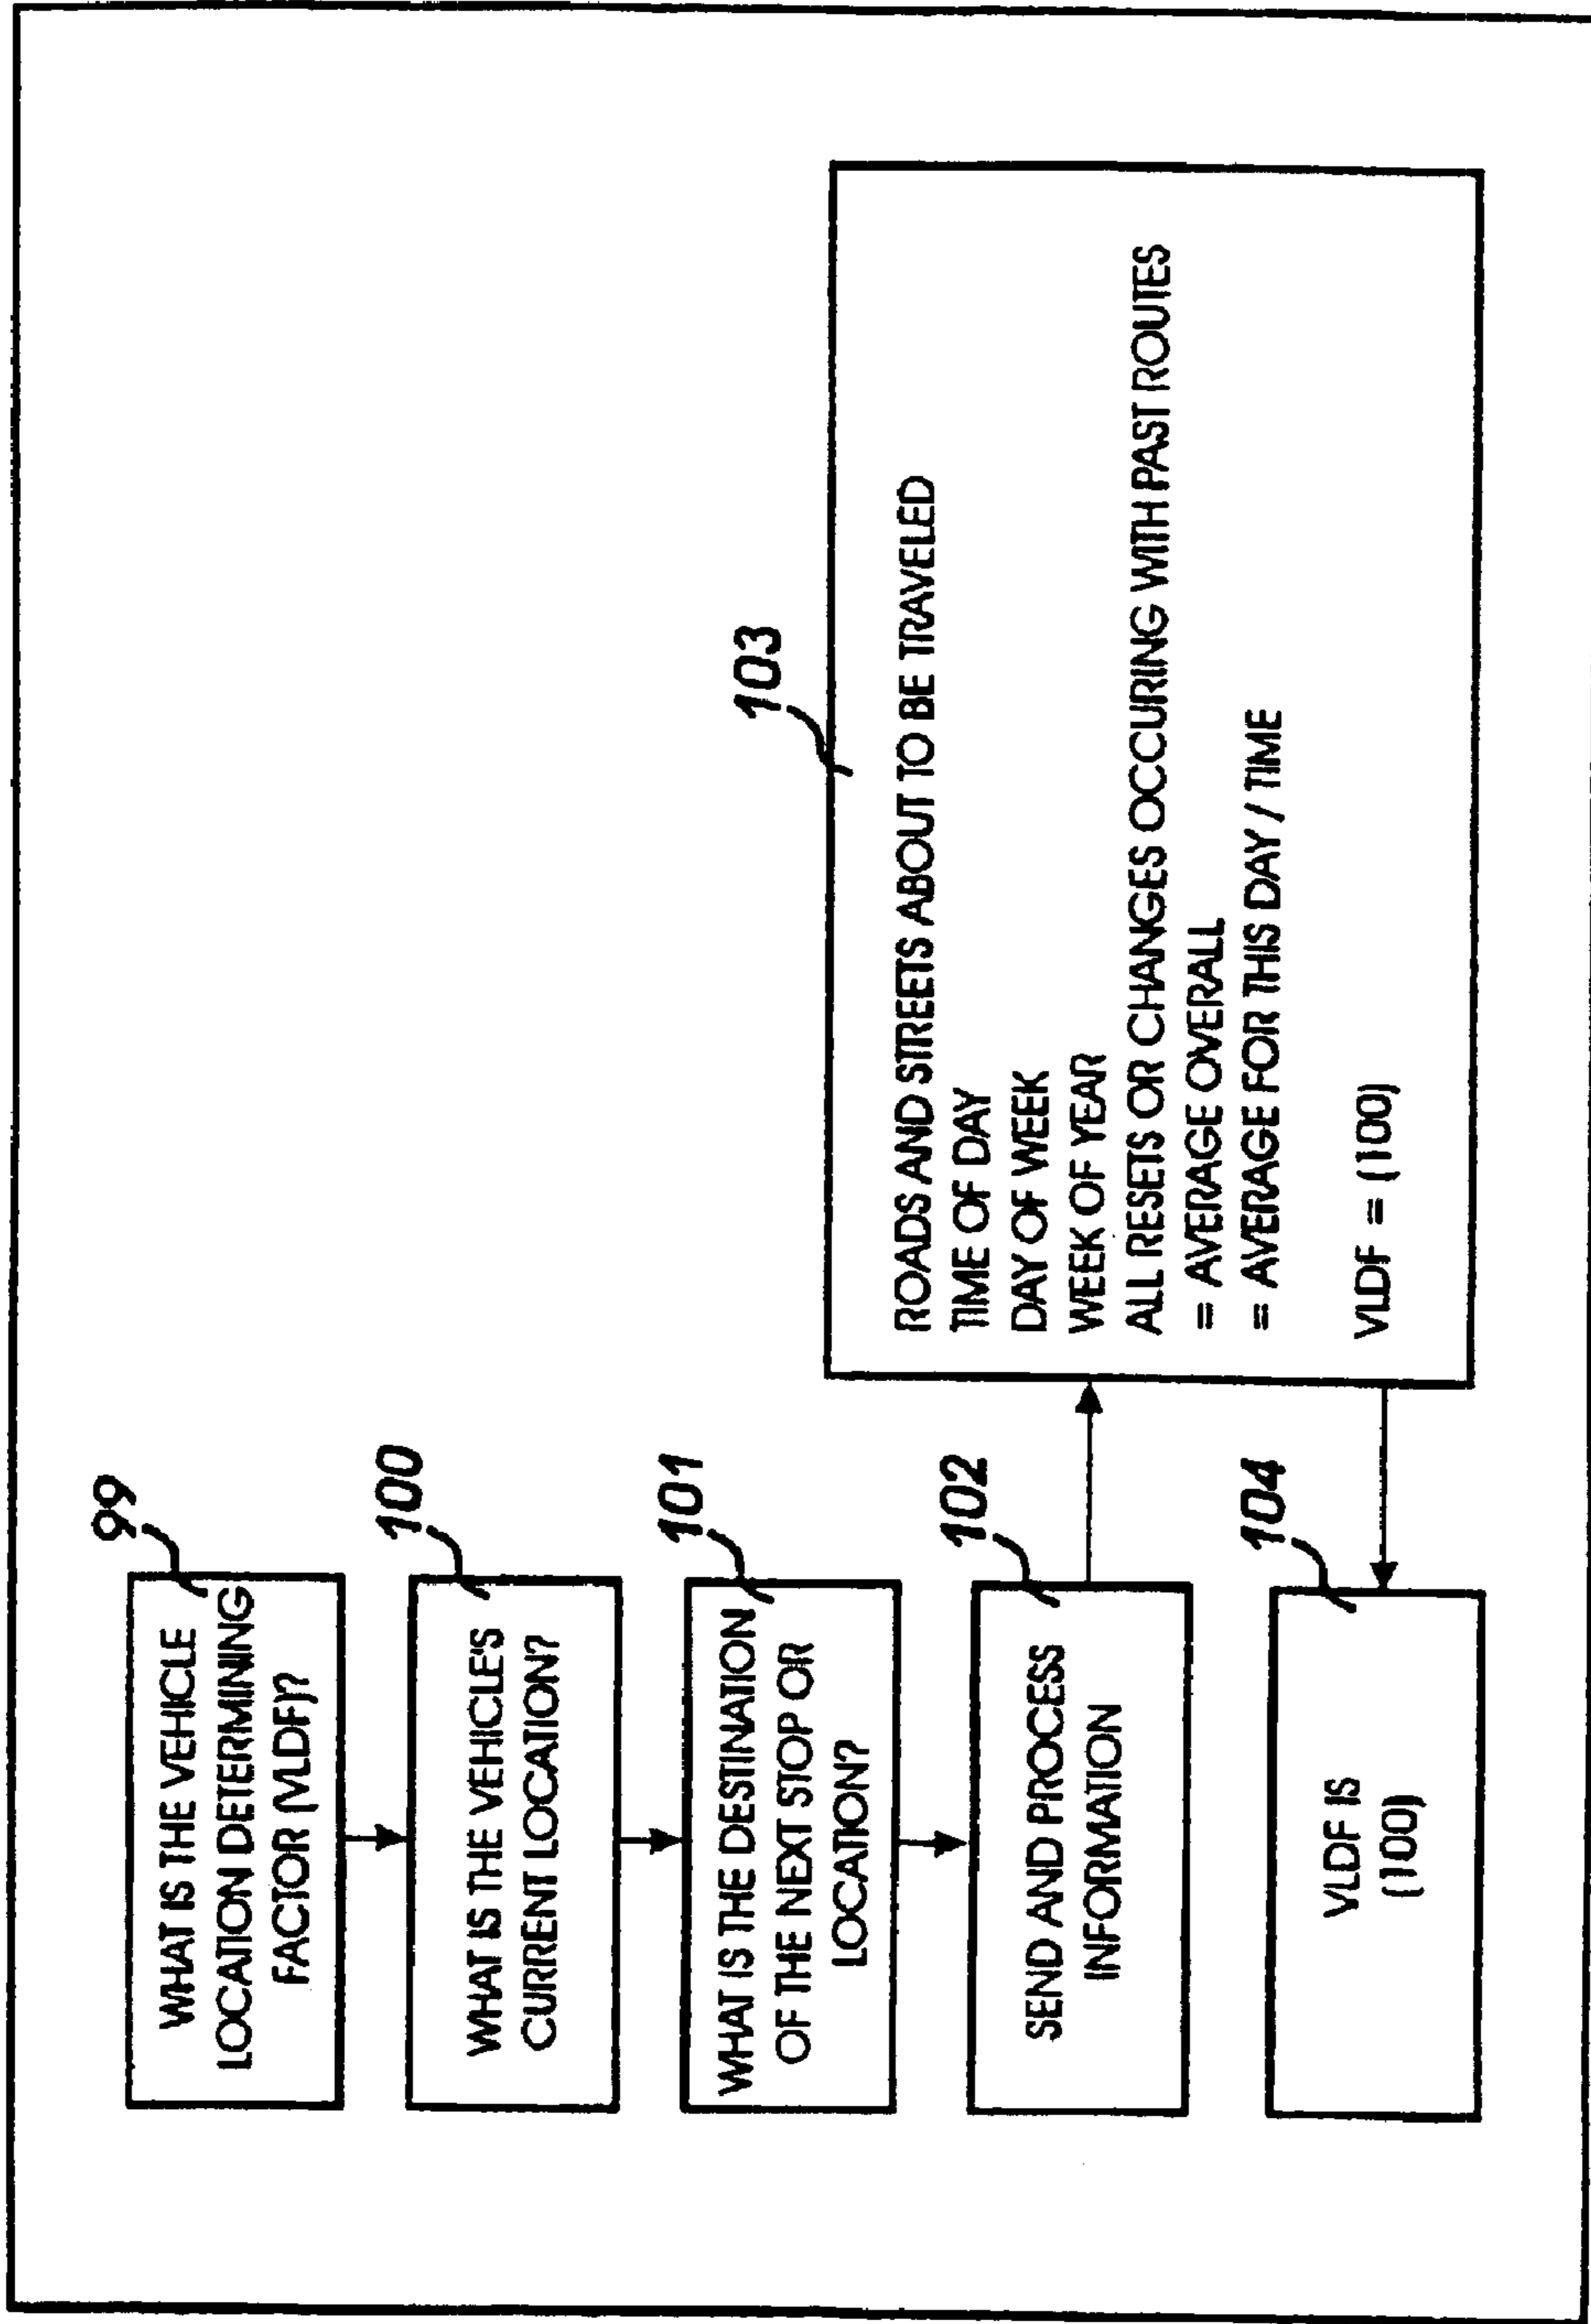 99
WHAT IS THE VEHICLE
LOCATION DETERMINING
FACTOR (VLDF)?
100
WHAT IS THE VEHICLE'S
CURRENT LOCATION?
101
WHAT IS THE DESTINATION
OF THE NEXT STOP OR
LOCATION?
102
SEND AND PROCESS
INFORMATION
103
ROADS AND STREETS ABOUT TO BE TRAVELED
TIME OF DAY
DAY OF WEEK
WEEK OF YEAR
ALL RESETS OR CHANGES OCCURING WITH PAST ROUTES
= AVERAGE OVERALL
= AVERAGE FOR THIS DAY / TIME
VLDF = (100)
104
VLDF IS
(100)